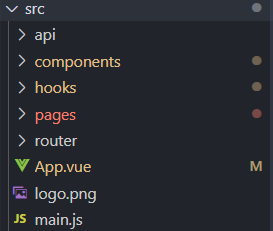 src
api
components
hooks
pages
router
App.vue M
logo.png
JS main.js